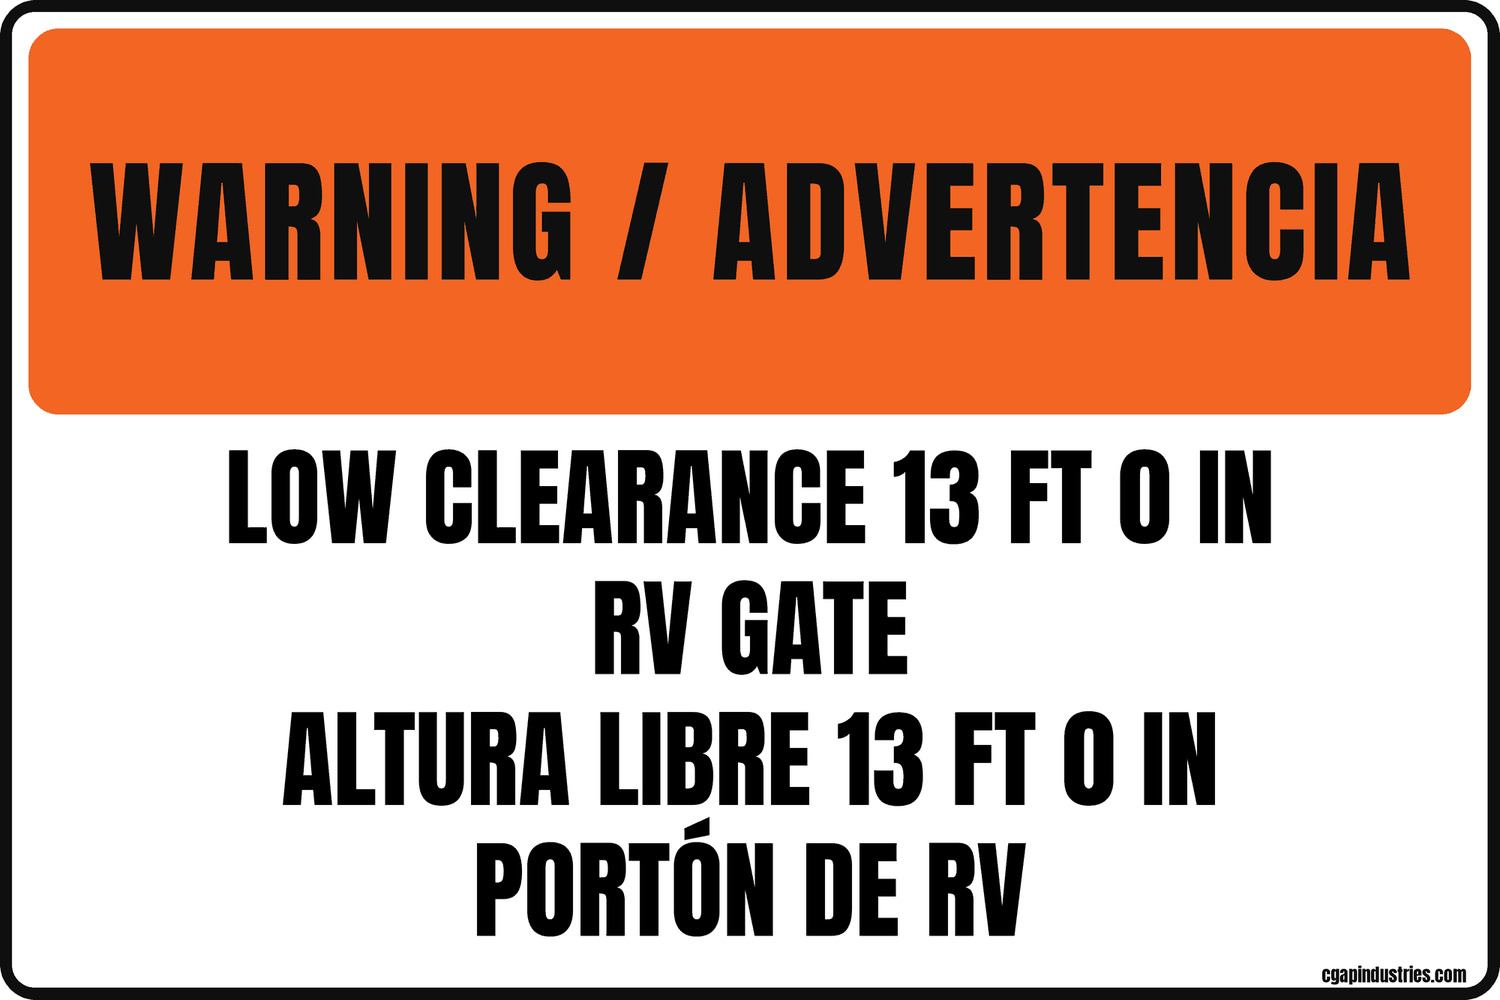 WARNING / ADVERTENCIA
LOW CLEARANCE 13 FT 0 IN
RV GATE
ALTURA LIBRE 13 FT 0 IN
PORTÓN DE RV
cgapindustries.com